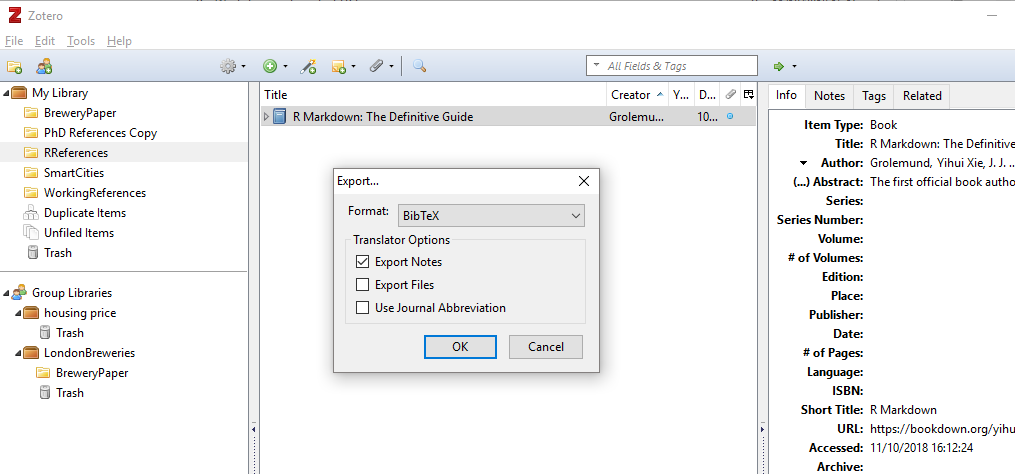 Zotero
File Edit Tools Help
All Fields & Tags
My Library
BreweryPaper
PhD References Copy
RReferences
SmartCities
WorkingReferences
Duplicate Items
Unfiled Items
Trash
Group Libraries
housing price
Trash
LondonBreweries
BreweryPaper
Trash
Title Creator Y... D...
R Markdown: The Definitive Guide Grolemu... 10...
Export...
Format: BibTeX
Translator Options
Export Notes
Export Files
Use Journal Abbreviation
OK Cancel
Info Notes Tags Related
Item Type: Book
Title: R Markdown: The Definitive
Author: Grolemund, Yihui Xie, J. J. ...
(...) Abstract: The first official book autho
Series:
Series Number:
Volume:
# of Volumes:
Edition:
Place:
Publisher:
Date:
# of Pages:
Language:
ISBN:
Short Title: R Markdown
URL: https://bookdown.org/yihu
Accessed: 11/10/2018 16:12:24
Archive: